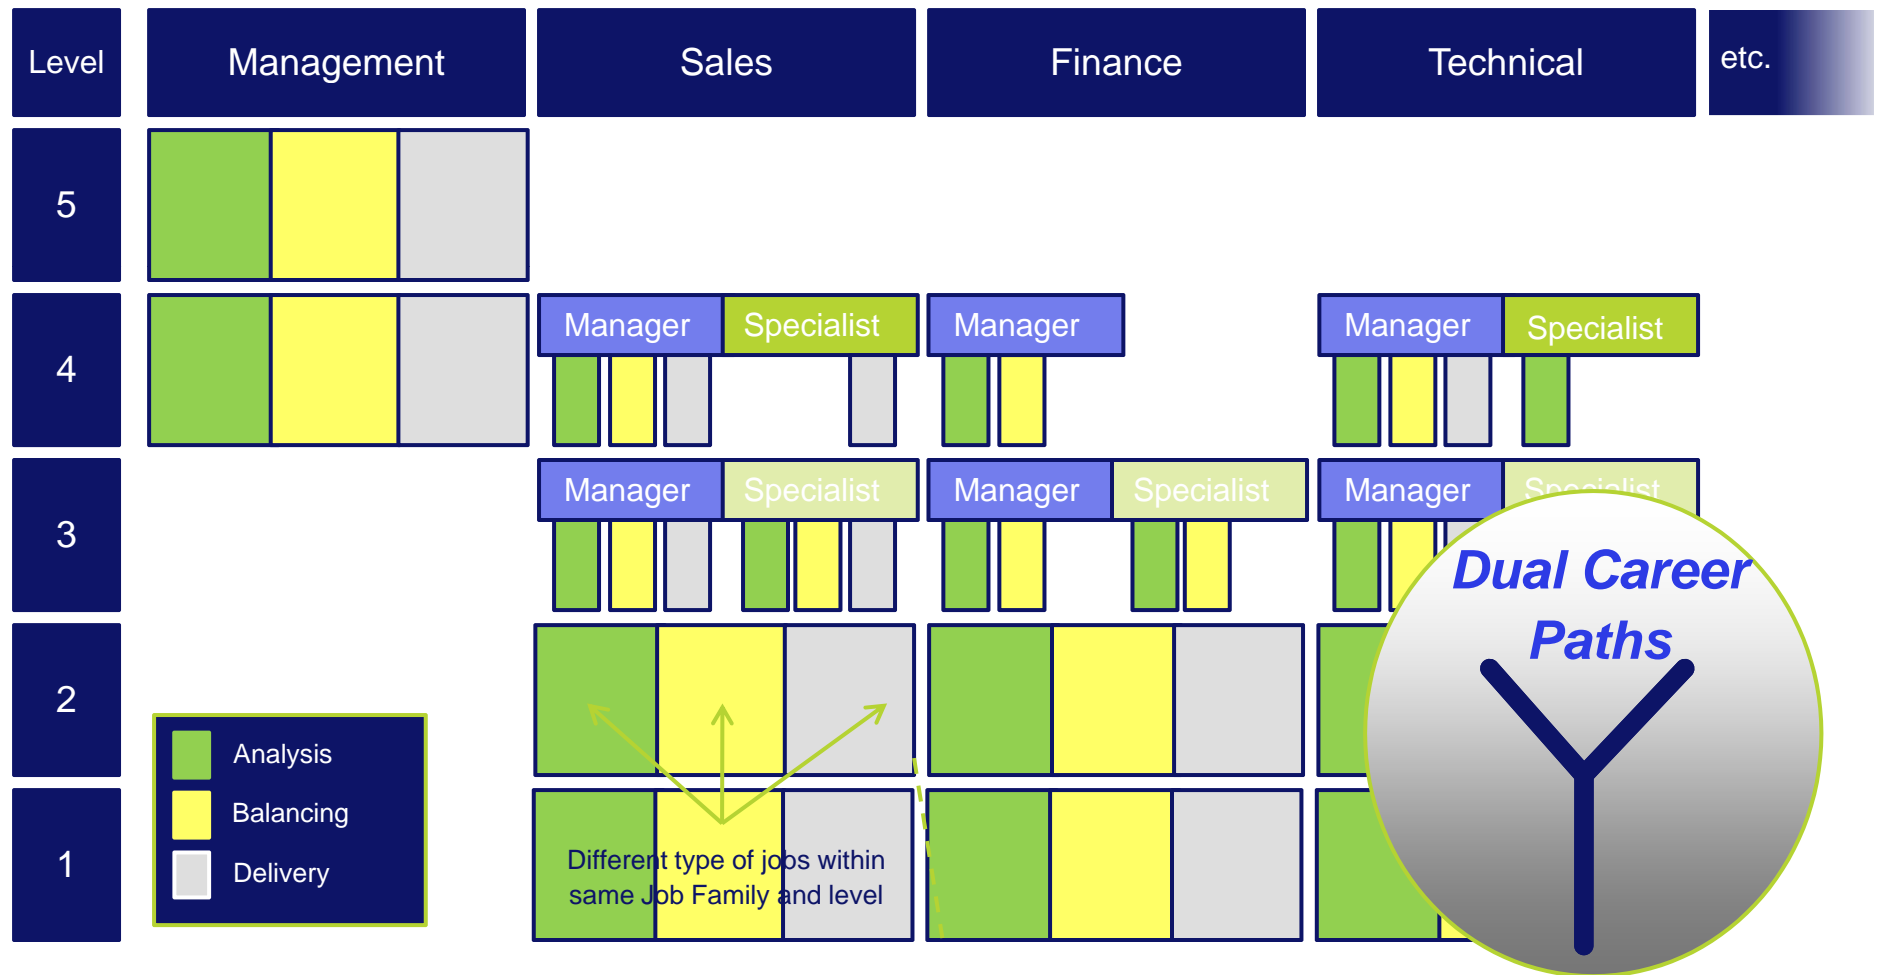 Level
Management
Sales
Finance
Technical
etc.
5
4
Manager
Specialist
Manager
Manager
Specialist
3
Manager
Specialist
Manager
Specialist
Manager
Specialist
Dual Career
Paths
2
Analysis
Balancing
Delivery
1
Different type of jobs within
same Job Family and level